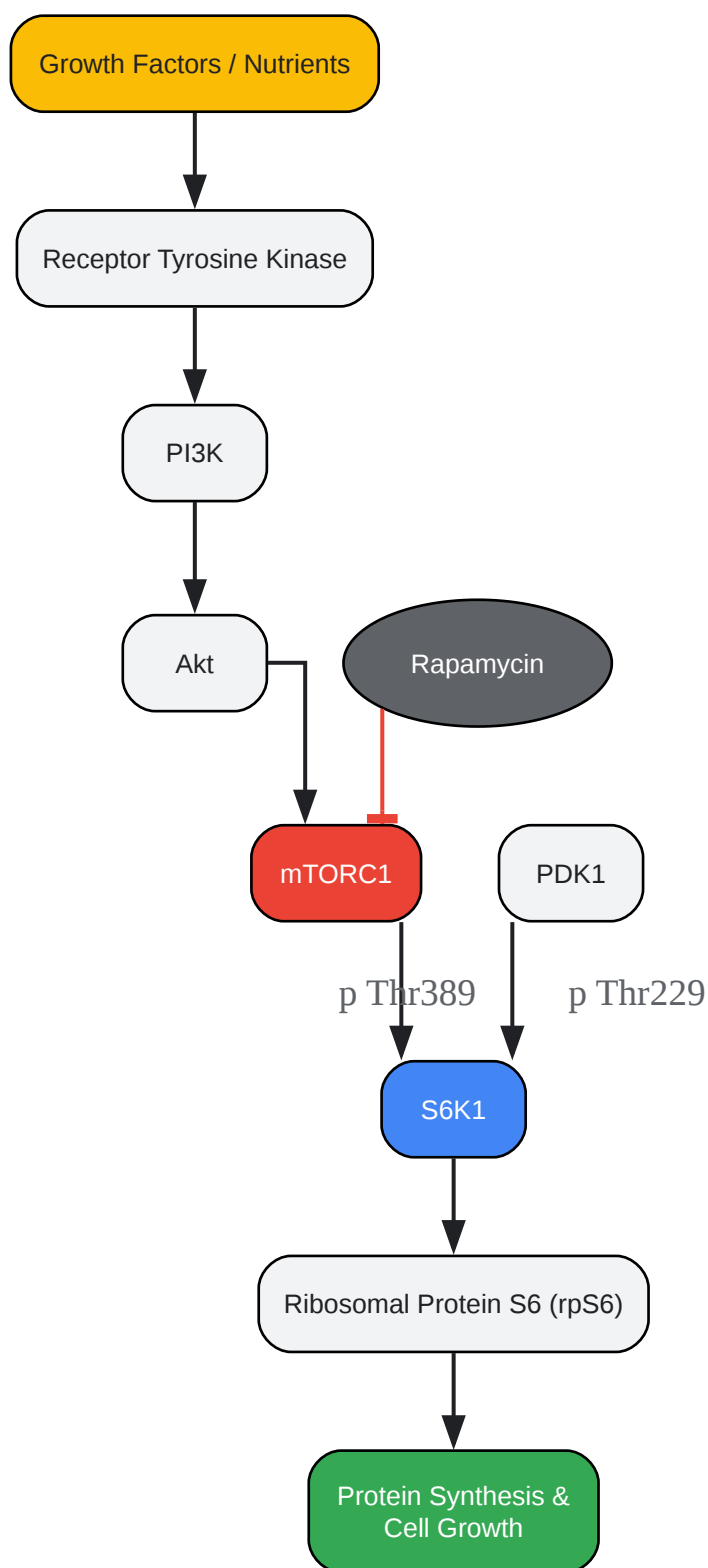 Growth Factors / Nutrients
Receptor Tyrosine Kinase
PI3K
Akt
Rapamycin
mTORC1
PDK1
p Thr389
p Thr229
S6K1
Ribosomal Protein S6 (rpS6)
Protein Synthesis &
Cell Growth